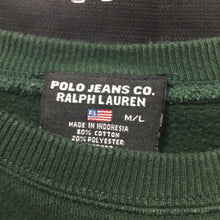 POLO JEANS CO.
RALPH LAUREN
M/L
MADE IN INDONESIA
80% COTTON
20% POLYESTER